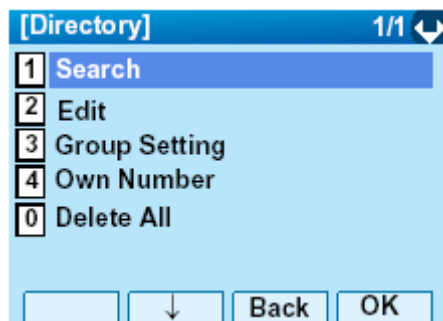 [Directory] 1/1
1 Search
2 Edit
3 Group Setting
4 Own Number
0 Delete All
↓ Back OK